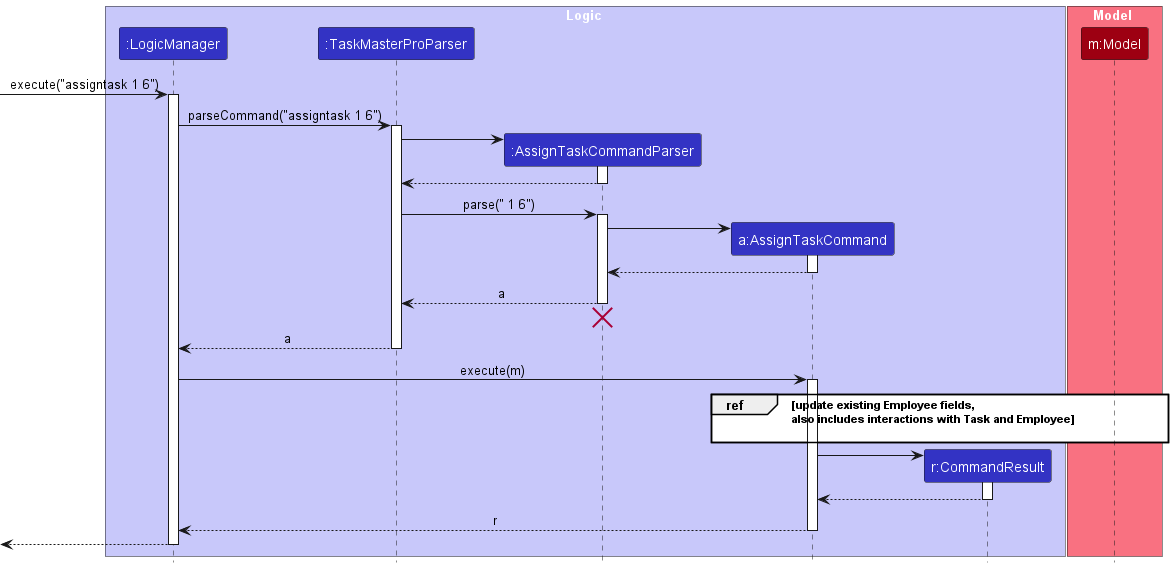 Logic
Model
:LogicManager
:TaskMasterProParser
m:Model
execute("assigntask 1 6")
parseCommand("assigntask 1 6")
:AssignTaskCommandParser
parse(" 1 6")
a:AssignTaskCommand
a
a
execute(m)
ref
[update existing Employee fields,
also includes interactions with Task and Employee]
r:CommandResult
r